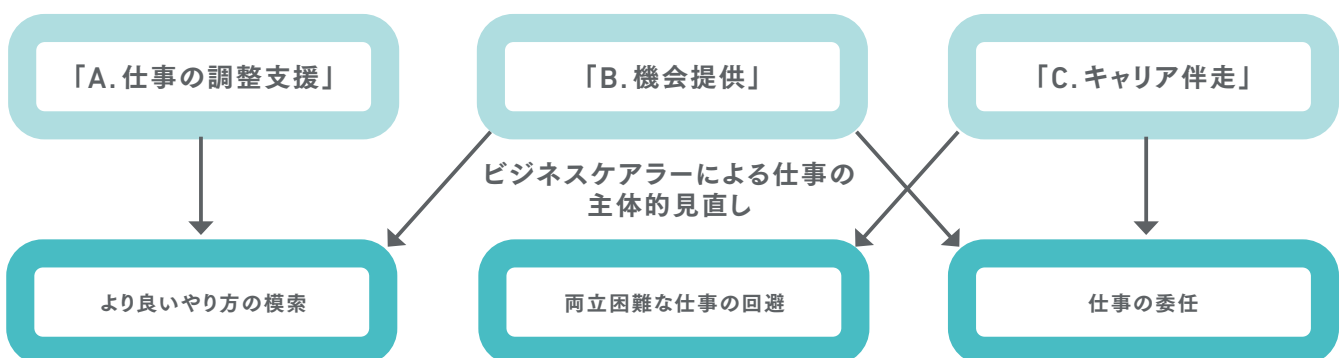 「A.仕事の調整支援」
「B.機会提供」
「C.キャリア伴走」
ビジネスケアラーによる仕事の
主体的見直し
より良いやり方の模索
両立困難な仕事の回避
仕事の委任